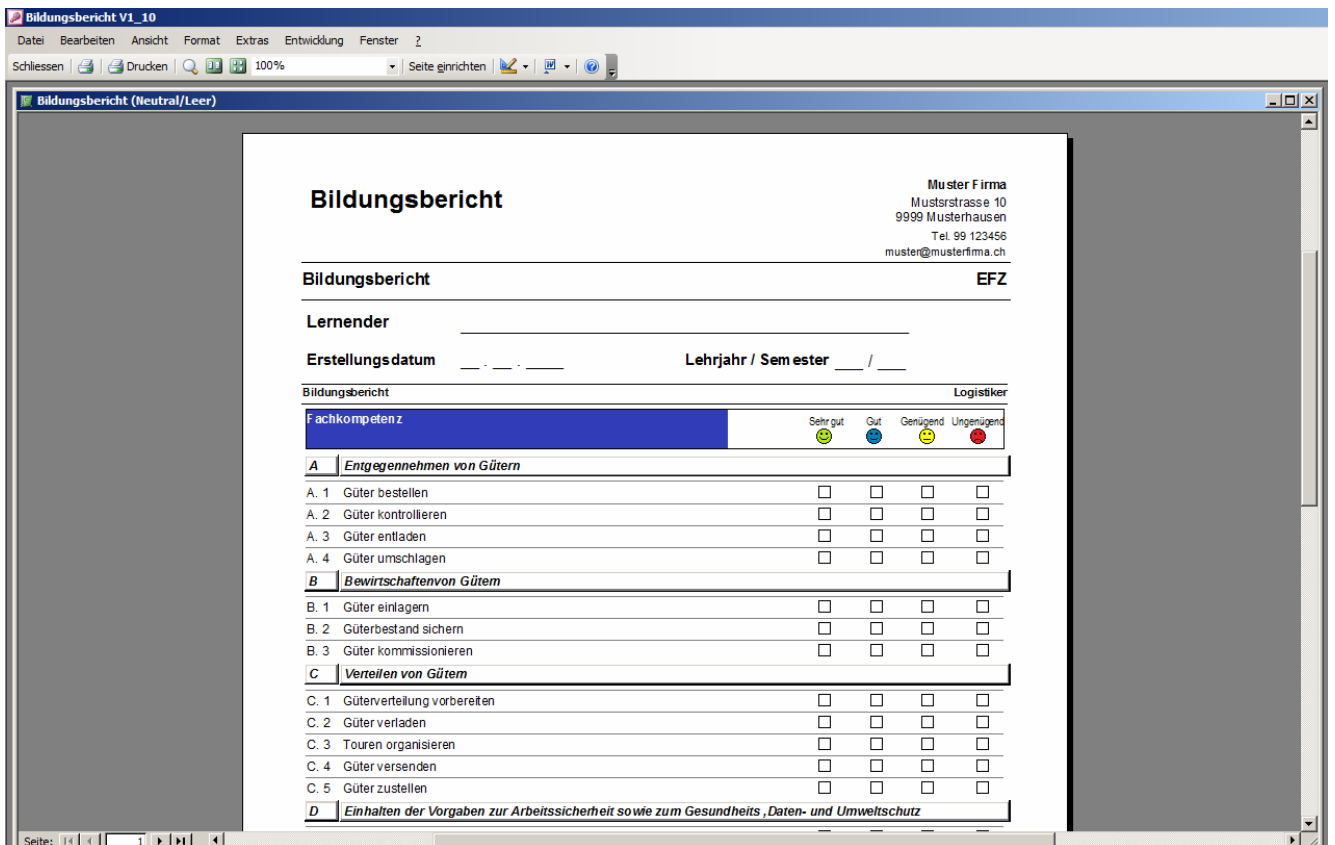 Bildungsbericht V1_10
Datei Bearbeiten Ansicht Format Extras Entwicklung Fenster ?
Schliessen Drucken 100% Seite einrichten
Bildungsbericht (Neutral/Leer)
Muster Firma
Bildungsbericht
Mustsrstrasse 10
9999 Musterhausen
Tel. 99 123456
muster@musterfirma.ch
Bildungsbericht EFZ
Lernender
Erstellungsdatum __ . __ . ____ Lehrjahr / Semester ___ / ___
Bildungsbericht Logistiker
Fachkompetenz Sehr gut Gut Genügend Ungenügend
A Entgegennehmen von Gütern
A. 1 Güter bestellen
A. 2 Güter kontrollieren
A. 3 Güter entladen
A. 4 Güter umschlagen
B Bewirtschaftenvon Gütern
B. 1 Güter einlagern
B. 2 Güterbestand sichern
B. 3 Güter kommissionieren
C Verteilen von Gütern
C. 1 Güterverteilung vorbereiten
C. 2 Güter verladen
C. 3 Touren organisieren
C. 4 Güter versenden
C. 5 Güter zustellen
D Einhalten der Vorgaben zur Arbeitssicherheit sowie zum Gesundheits ,Daten- und Umweltschutz
Seite: 1